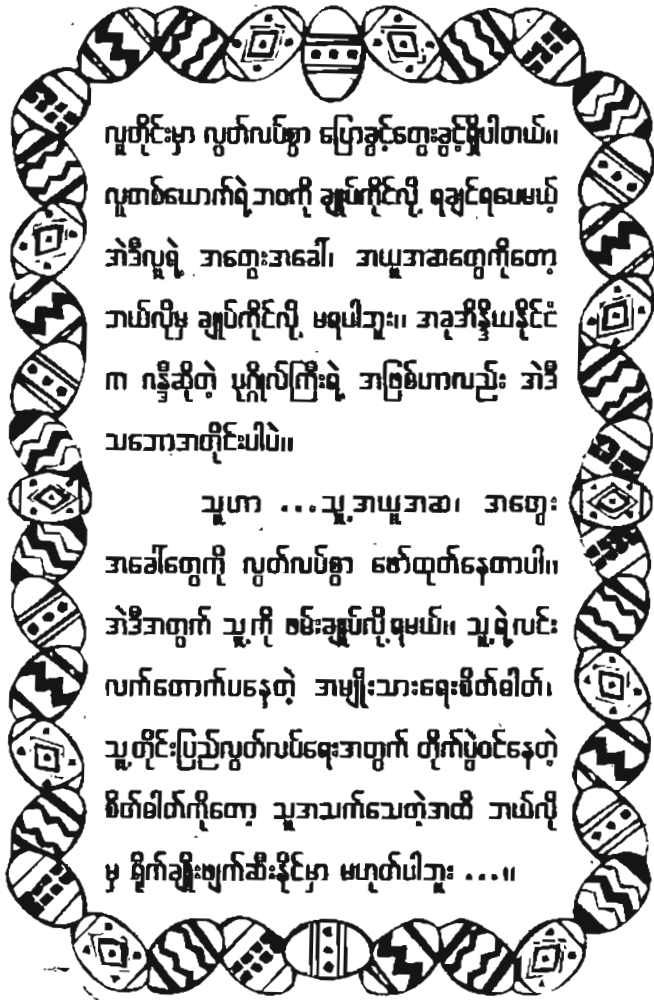 လူတိုင်းမှာ လွတ်လပ်စွာ ပြောခွင့်တွေးခွင့်ရှိပါတယ်။
လူတစ်ယောက်ရဲ့ဘဝကို ချုပ်ကိုင်လို့ ရချင်ရပေမယ့်
အဲဒီလူရဲ့ အတွေးအခေါ်၊ အယူအဆတွေကိုတော့
ဘယ်လိုမှ ချုပ်ကိုင်လို့ မရပါဘူး။ အခုအိန္ဒိယနိုင်ငံ
က ဂန္ဒီဆိုတဲ့ ပုဂ္ဂိုလ်ကြီးရဲ့ အဖြစ်ဟာလည်း အဲဒီ
သဘောအတိုင်းပါပဲ။
သူဟာ ...သူ့အယူအဆ၊ အတွေး
အခေါ်တွေကို လွတ်လပ်စွာ ဖော်ထုတ်နေတာပါ။
အဲဒီအတွက် သူ့ကို ဖမ်းချုပ်လို့ရမယ်။ သူ့ရဲ့လင်း
လက်တောက်ပနေတဲ့ အမျိုးသားရေးစိတ်ဓါတ်၊
သူ့တိုင်းပြည်လွတ်လပ်ရေးအတွက် တိုက်ပွဲဝင်နေတဲ့
စိတ်ဓါတ်ကိုတော့ သူအသက်သေတဲ့အထိ ဘယ်လို
မှ ရိုက်ချိုးဖျက်ဆီးနိုင်မှာ မဟုတ်ပါဘူး ...။